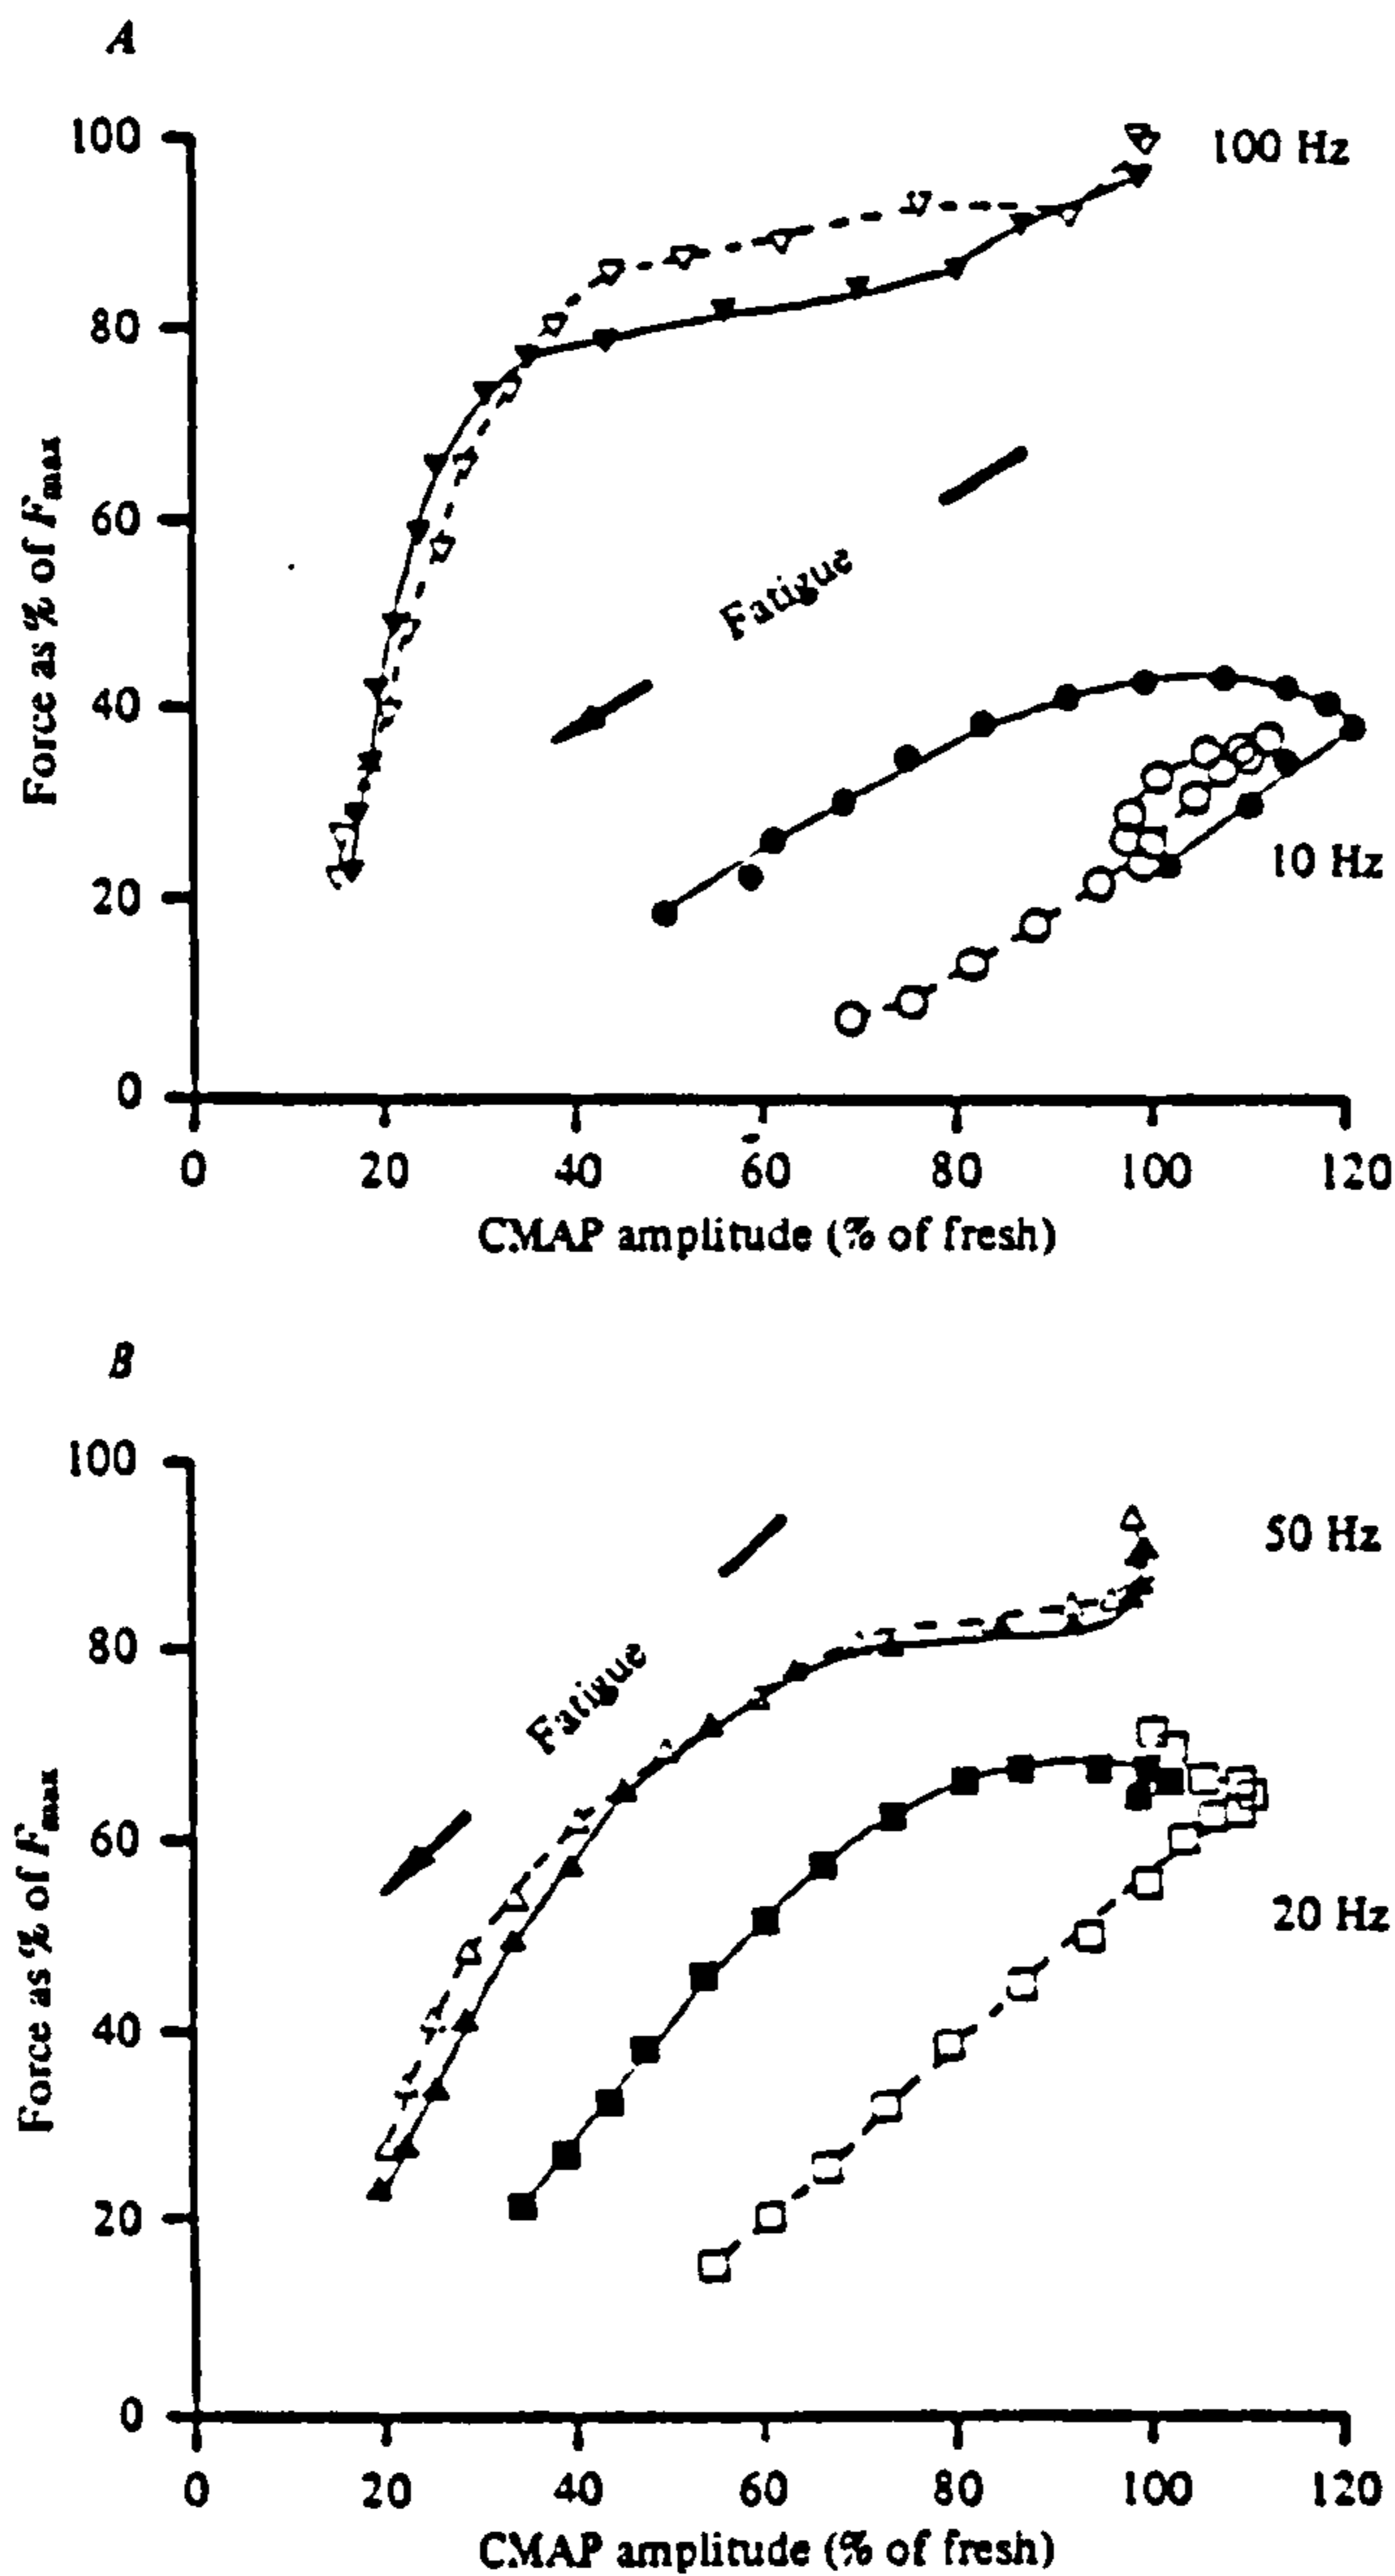 A
100
80
60
40
20
0
Force as % of Fmax
100 Hz
Fatigue
10 Hz
0 20 40 60 80 100 120
CMAP amplitude (% of fresh)
B
100
80
60
40
20
0
Force as % of Fmax
50 Hz
Fatigue
20 Hz
0 20 40 60 80 100 120
CMAP amplitude (% of fresh)